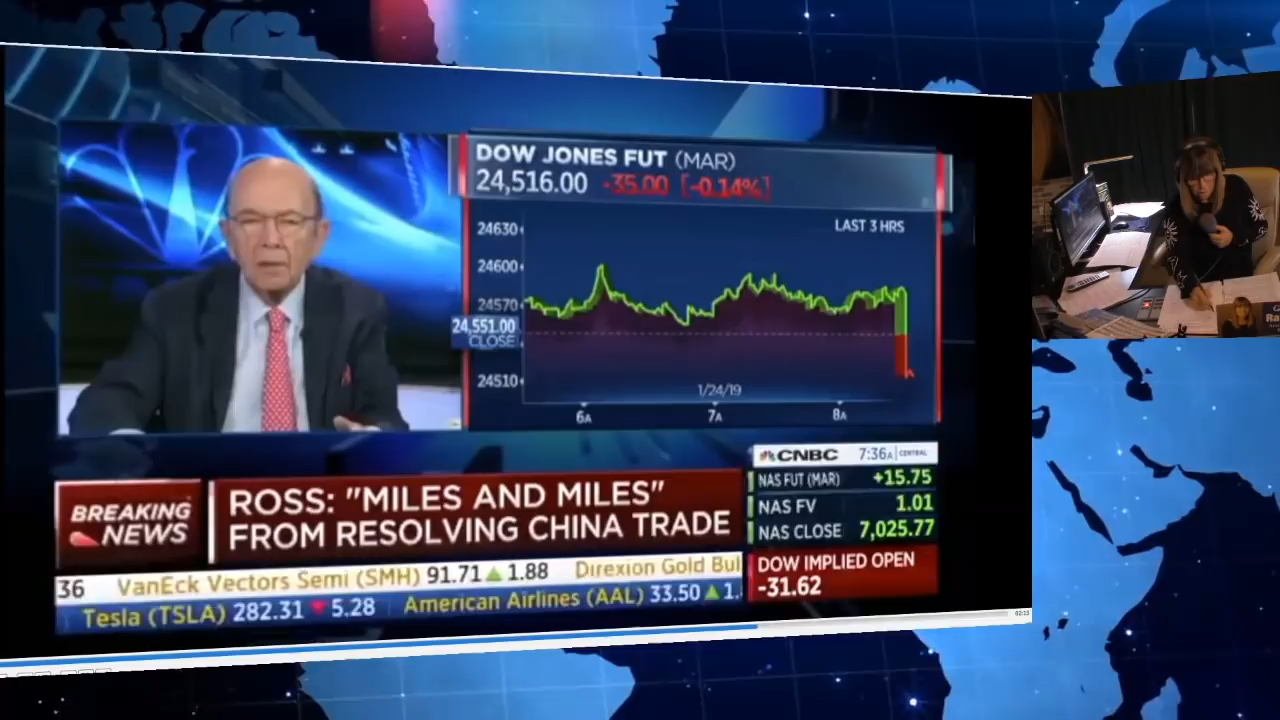 DOW JONES FUT (MAR)
24,516.00 -35.00 [-0.14%]
LAST 3 HRS
24630
24600
24570
24,551.00
CLOSE
24510
1/24/19
6A 7A 8A
CNBC 7:36A CENTRAL
NAS FUT (MAR) +15.75
NAS FV 1.01
NAS CLOSE 7,025.77
DOW IMPLIED OPEN
-31.62
BREAKING
NEWS
ROSS: "MILES AND MILES"
FROM RESOLVING CHINA TRADE
36 VanEck Vectors Semi (SMH) 91.71 ▲ 1.88 Direxion Gold Bul
Tesla (TSLA) 282.31 ▼ 5.28 American Airlines (AAL) 33.50 ▲ 1.
02:13